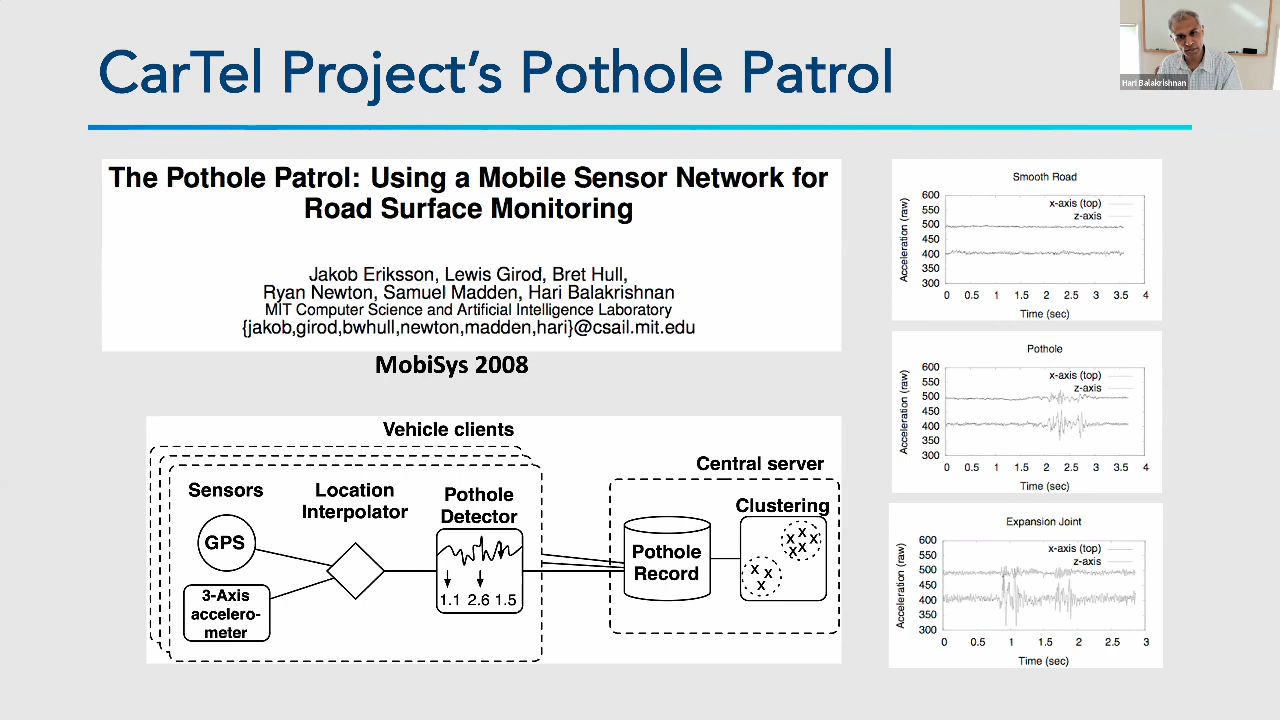 CarTel Project's Pothole Patrol
Hari Balakrishnan
The Pothole Patrol: Using a Mobile Sensor Network for
Road Surface Monitoring
Jakob Eriksson, Lewis Girod, Bret Hull,
Ryan Newton, Samuel Madden, Hari Balakrishnan
MIT Computer Science and Artificial Intelligence Laboratory
{jakob,girod,bwhull,newton,madden,hari}@csail.mit.edu
MobiSys 2008
Vehicle clients
Sensors
Location
Interpolator
Pothole
Detector
GPS
3-Axis
accelero-
meter
1.1 2.6 1.5
Central server
Clustering
Pothole
Record
X X X X X
X X X
Smooth Road
x-axis (top)
z-axis
Acceleration (raw)
600
550
500
450
400
350
300
0 0.5 1 1.5 2 2.5 3 3.5 4
Time (sec)
Pothole
x-axis (top)
z-axis
Acceleration (raw)
600
550
500
450
400
350
300
0 0.5 1 1.5 2 2.5 3 3.5 4
Time (sec)
Expansion Joint
x-axis (top)
z-axis
Acceleration (raw)
600
550
500
450
400
350
300
0 0.5 1 1.5 2 2.5 3
Time (sec)